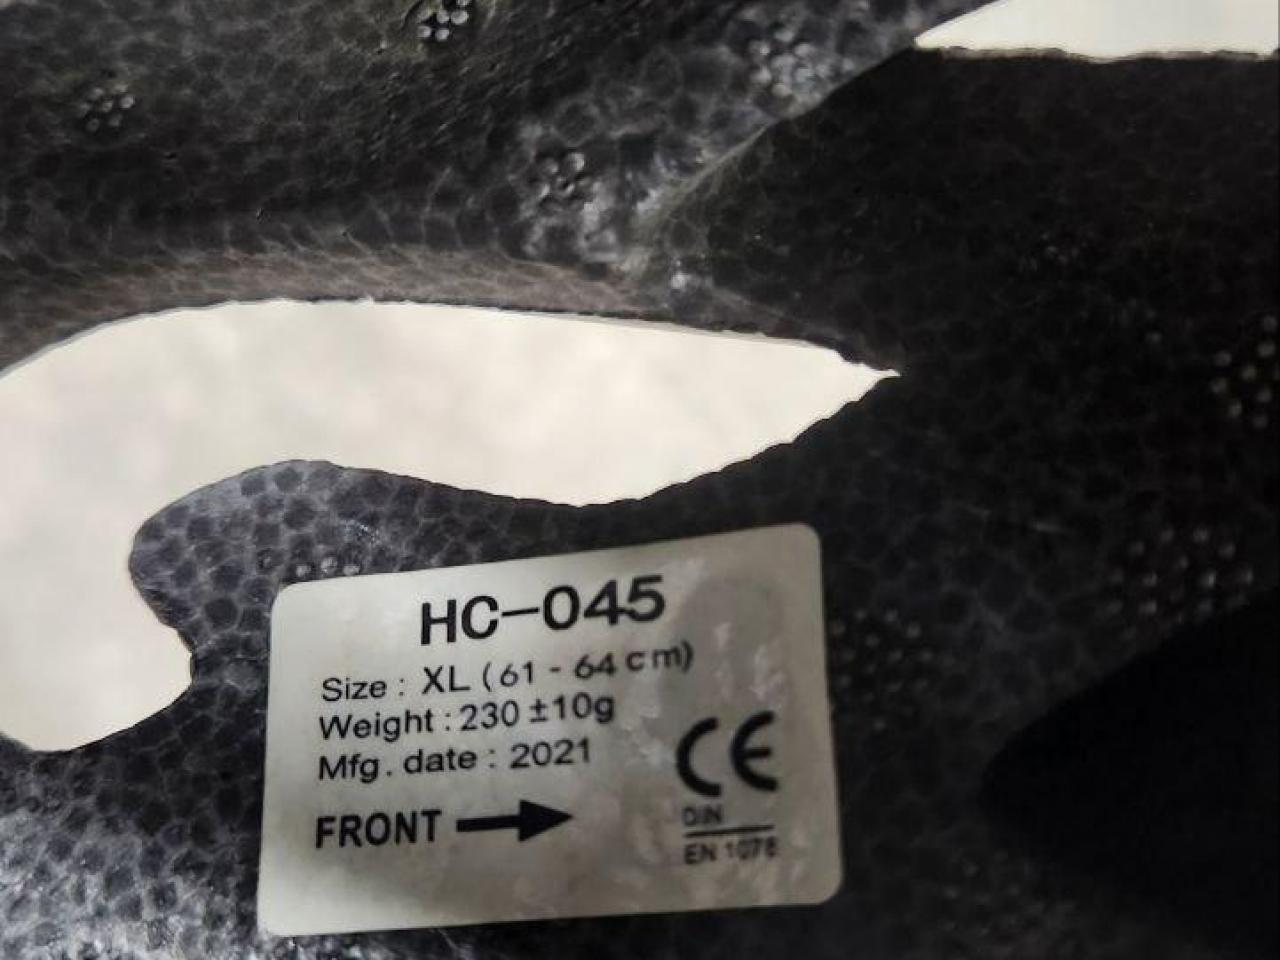 HC-045
Size : XL (61 - 64 cm)
Weight : 230 ±10g
Mfg. date : 2021
FRONT
CE
DIN
EN 1078